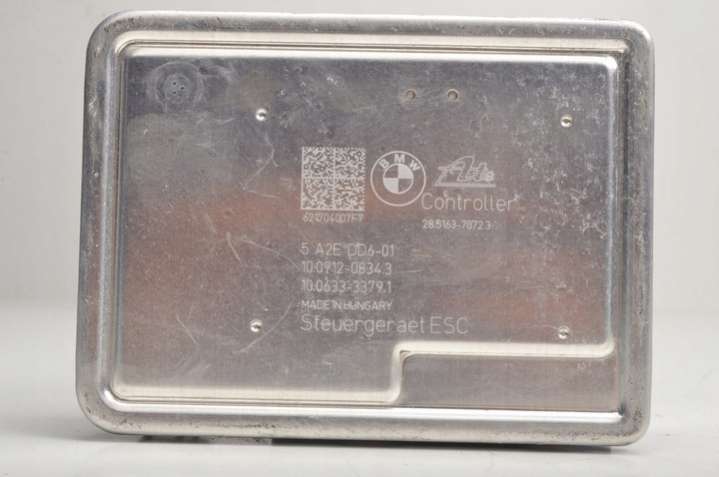 BMW
Ate
Controller
621704007F7
28.5163-7072.3
5 A2E DD6-01
10.0912-0834.3
10.0633-3379.1
MADE IN HUNGARY
Steuergeraet ESC